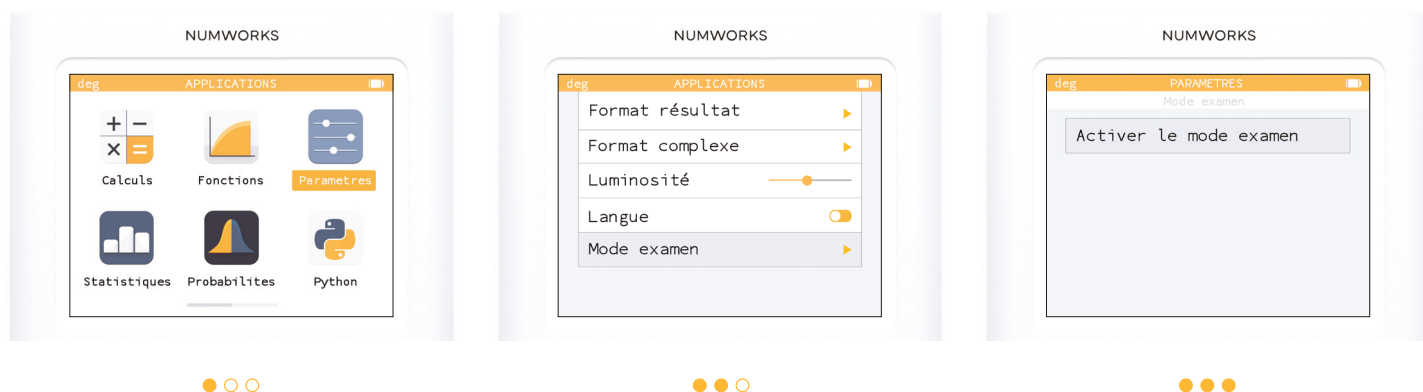 NUMWORKS
deg APPLICATIONS
+ −
× =
Calculs Fonctions Parametres
Statistiques Probabilites Python
NUMWORKS
deg APPLICATIONS
Format résultat
Format complexe
Luminosité
Langue
Mode examen
NUMWORKS
deg PARAMETRES
Mode examen
Activer le mode examen